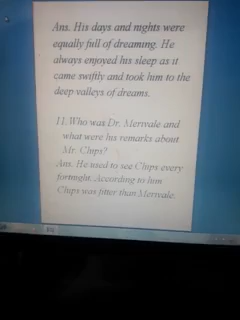 Ans. His days and nights were
equally full of dreaming. He
always enjoyed his sleep as it
came swiftly and took him to the
deep valleys of dreams.
11. Who was Dr. Merivale and
what were his remarks about
Mr. Chips?
Ans. He used to see Chips every
fortnight. According to him
Chips was fitter than Merivale.